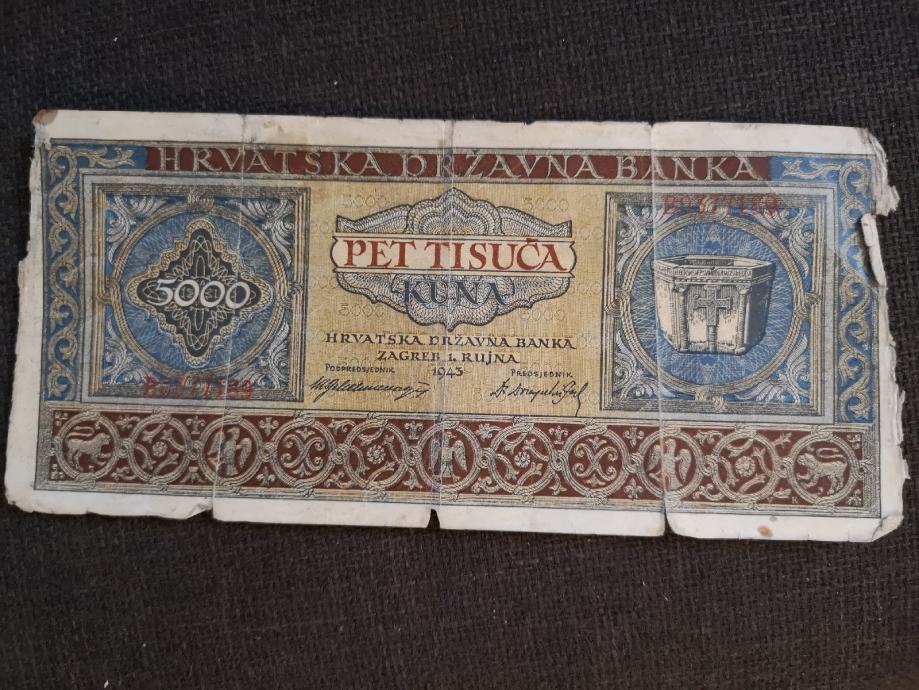 HRVATSKA DRŽAVNA BANKA
5000
PET TISUĆA
KUNA
HRVATSKA DRŽAVNA BANKA
ZAGREB 1. RUJNA
PODPREDSJEDNIK 1943 PREDSJEDNIK